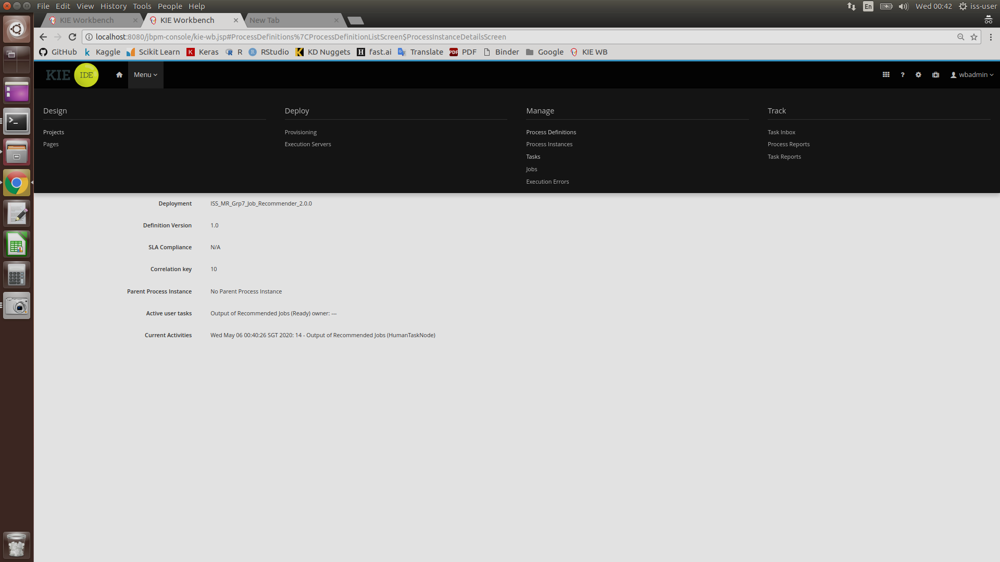 File Edit View History Tools People Help
En Wed 00:42 iss-user
KIE Workbench KIE Workbench New Tab
localhost:8080/jbpm-console/kie-wb.jsp#ProcessDefinitions%7CProcessDefinitionListScreen$ProcessInstanceDetailsScreen
GitHub Kaggle Scikit Learn Keras R RStudio KD Nuggets fast.ai Translate PDF Binder Google KIE WB
KIE IDE Menu ? wbadmin
Design Deploy Manage Track
Projects Provisioning Process Definitions Task Inbox
Pages Execution Servers Process Instances Process Reports
Tasks Task Reports
Jobs
Execution Errors
Deployment ISS_MR_Grp7_Job_Recommender_2.0.0
Definition Version 1.0
SLA Compliance N/A
Correlation key 10
Parent Process Instance No Parent Process Instance
Active user tasks Output of Recommended Jobs (Ready) owner: ---
Current Activities Wed May 06 00:40:26 SGT 2020: 14 - Output of Recommended Jobs (HumanTaskNode)